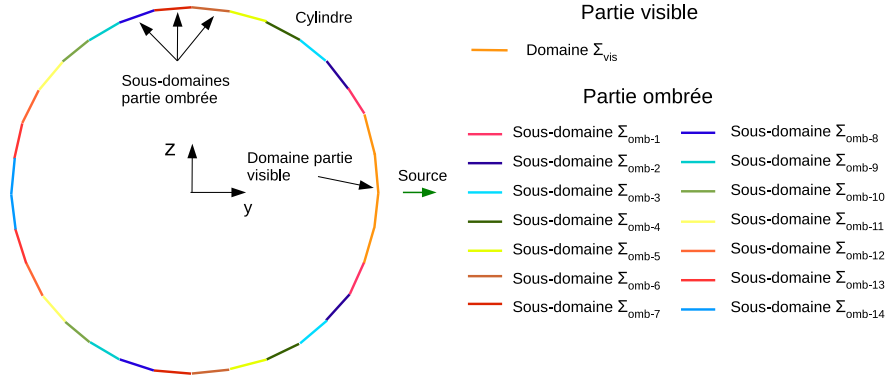 Cylindre
Sous-domaines
partie ombrée
z
y
Domaine partie
visible
Source
Partie visible
Domaine Σvis
Partie ombrée
Sous-domaine Σomb-1
Sous-domaine Σomb-2
Sous-domaine Σomb-3
Sous-domaine Σomb-4
Sous-domaine Σomb-5
Sous-domaine Σomb-6
Sous-domaine Σomb-7
Sous-domaine Σomb-8
Sous-domaine Σomb-9
Sous-domaine Σomb-10
Sous-domaine Σomb-11
Sous-domaine Σomb-12
Sous-domaine Σomb-13
Sous-domaine Σomb-14